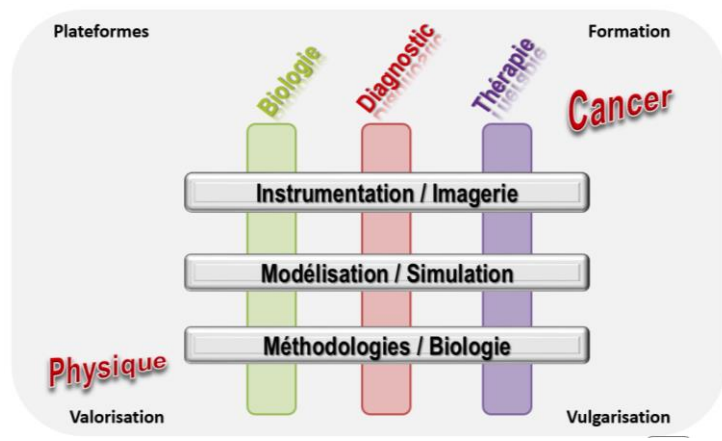 Plateformes
Formation
Biologie
Diagnostic
Thérapie
Cancer
Instrumentation / Imagerie
Modélisation / Simulation
Méthodologies / Biologie
Physique
Valorisation
Vulgarisation